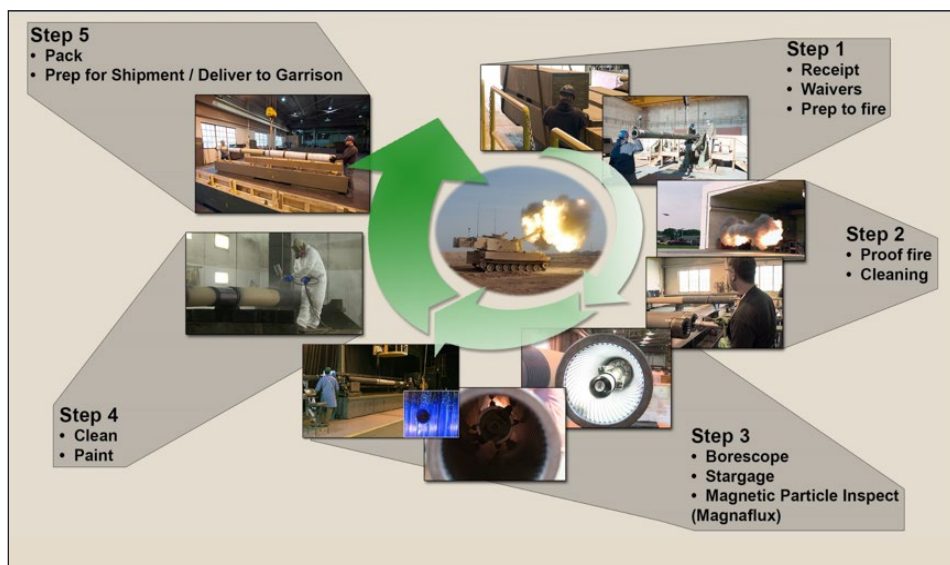 Step 1
• Receipt
• Waivers
• Prep to fire
Step 2
• Proof fire
• Cleaning
Step 3
• Borescope
• Stargage
• Magnetic Particle Inspect
(Magnaflux)
Step 4
• Clean
• Paint
Step 5
• Pack
• Prep for Shipment / Deliver to Garrison